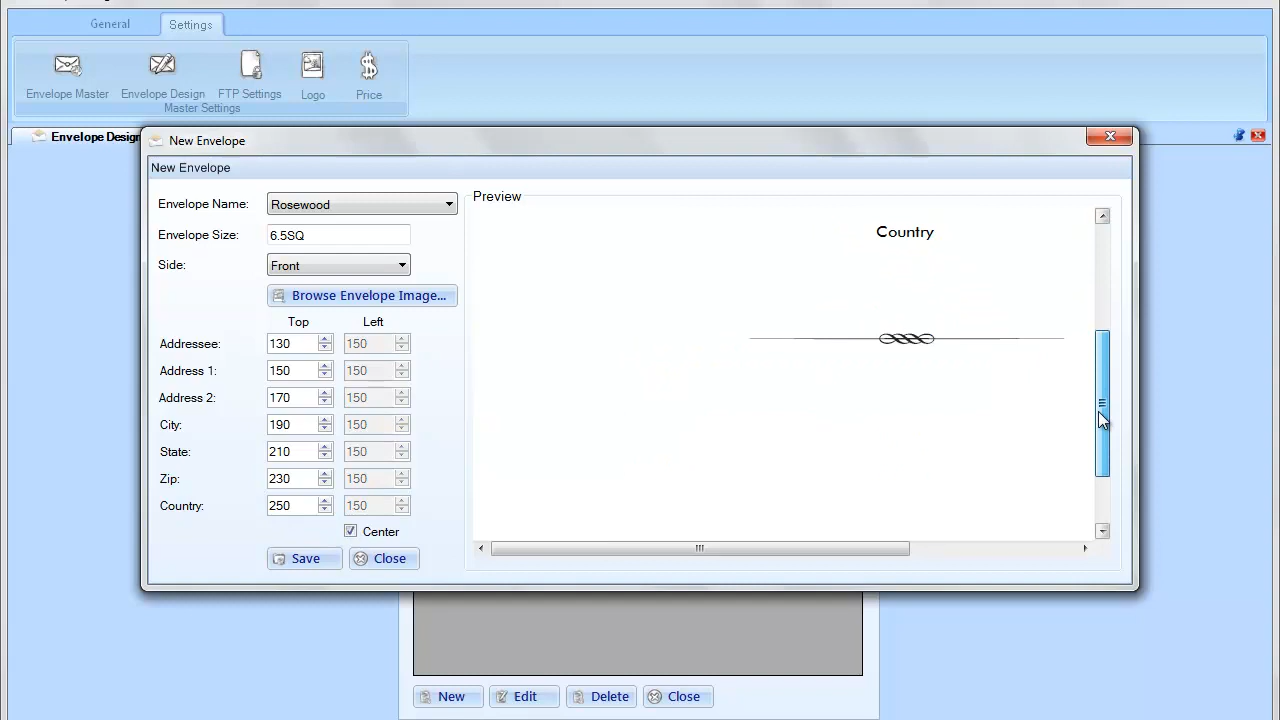 General Settings
Envelope Master Envelope Design FTP Settings Logo Price
Master Settings
Envelope Design
New Envelope
New Envelope
Envelope Name: Rosewood
Envelope Size: 6.5SQ
Side: Front
Browse Envelope Image...
Top Left
Addressee: 130 150
Address 1: 150 150
Address 2: 170 150
City: 190 150
State: 210 150
Zip: 230 150
Country: 250 150
Center
Save Close
Preview
Country
New Edit Delete Close